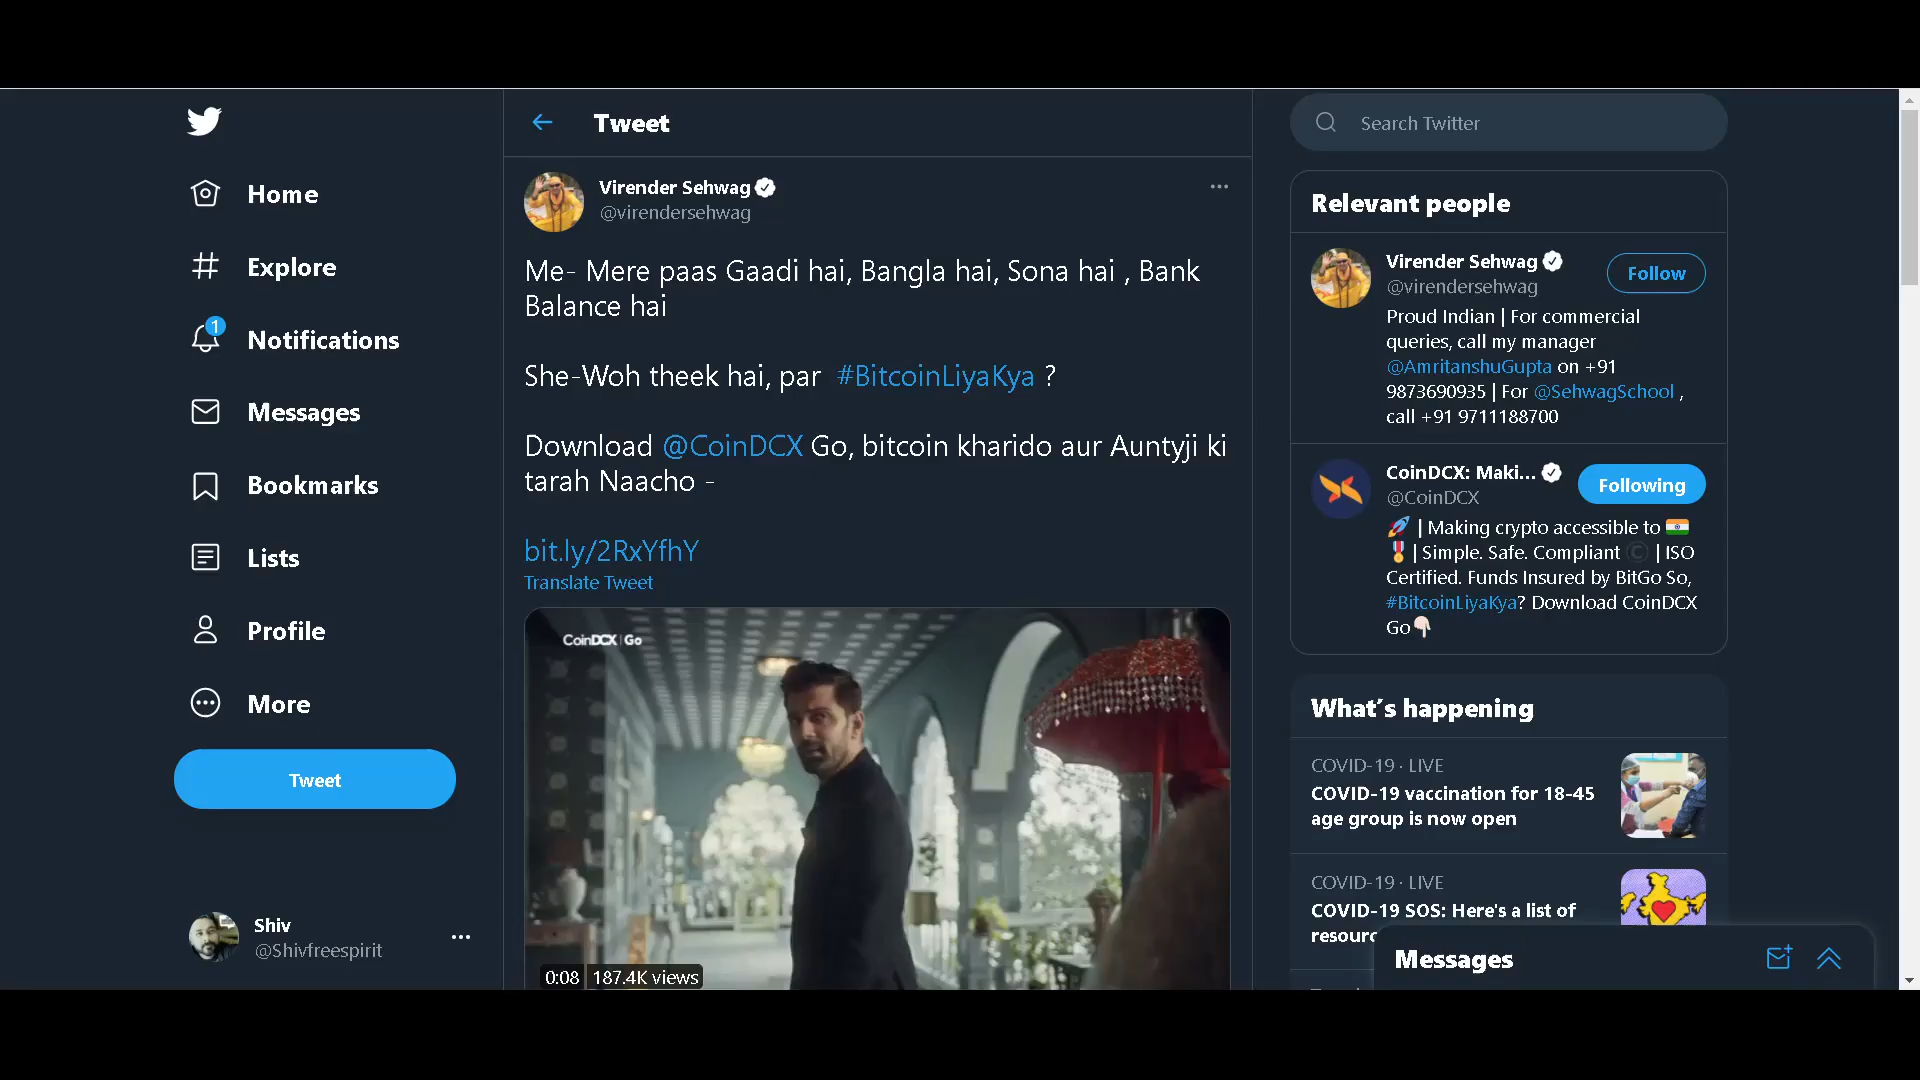 Home
Explore
1
Notifications
Messages
Bookmarks
Lists
Profile
More
Tweet
Shiv
@Shivfreespirit
Tweet
Virender Sehwag
@virendersehwag
Me- Mere paas Gaadi hai, Bangla hai, Sona hai , Bank
Balance hai
She-Woh theek hai, par #BitcoinLiyaKya ?
Download @CoinDCX Go, bitcoin kharido aur Auntyji ki
tarah Naacho -
bit.ly/2RxYfhY
Translate Tweet
CoinDCX | Go
0:08 187.4K views
Search Twitter
Relevant people
Virender Sehwag
@virendersehwag
Follow
Proud Indian | For commercial
queries, call my manager
@AmritanshuGupta on +91
9873690935 | For @SehwagSchool ,
call +91 9711188700
CoinDCX: Maki...
@CoinDCX
Following
🚀 | Making crypto accessible to 🇮🇳
🎖| Simple. Safe. Compliant © | ISO
Certified. Funds Insured by BitGo So,
#BitcoinLiyaKya? Download CoinDCX
Go👇🏻
What's happening
COVID-19 · LIVE
COVID-19 vaccination for 18-45
age group is now open
COVID-19 · LIVE
COVID-19 SOS: Here's a list of
Messages